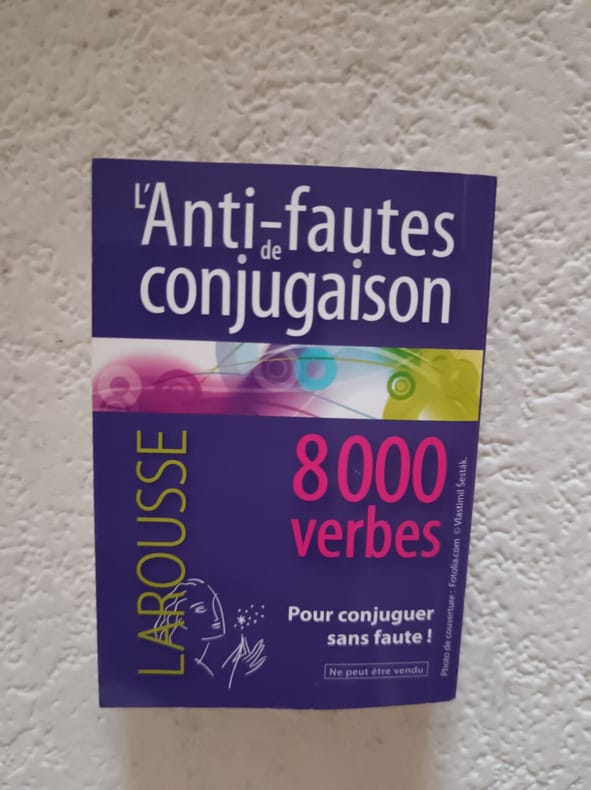 L'Anti-fautes
de
conjugaison
LAROUSSE
8 000
verbes
Pour conjuguer
sans faute !
Ne peut être vendu
Photo de couverture : Fotolia.com © Vlastimil Šesták.